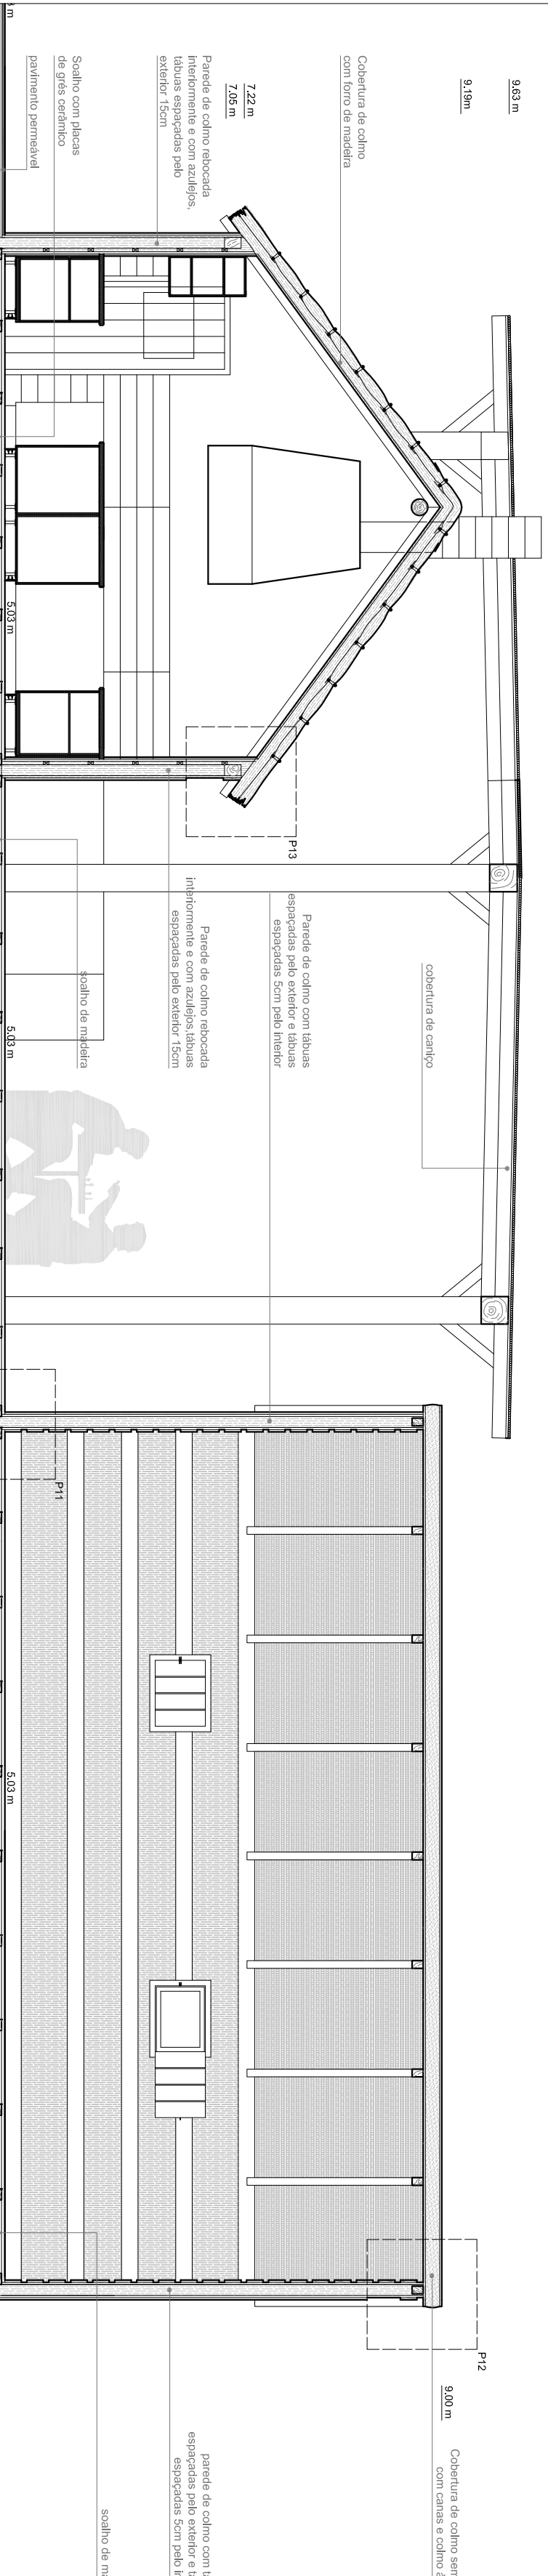 9,63 m
9,19m
Cobertura de colmo
com forro de madeira
7,22 m
7,05 m
Parede de colmo rebocada
interiormente e com azulejos,
tábuas espaçadas pelo
exterior 15cm
Soalho com placas
de grés cerâmico
pavimento permeável
5,03 m
P13
cobertura de caniço
Parede de colmo com tábuas
espaçadas pelo exterior e tábuas
espaçadas 5cm pelo interior
Parede de colmo rebocada
interiormente e com azulejos,tábuas
espaçadas pelo exterior 15cm
soalho de madeira
5,03 m
P11
5,03 m
P12
9,00 m
Cobertura de colmo
com canas e colmo
parede de colmo com
espaçadas pelo exterior e
espaçadas 5cm pelo
soalho de